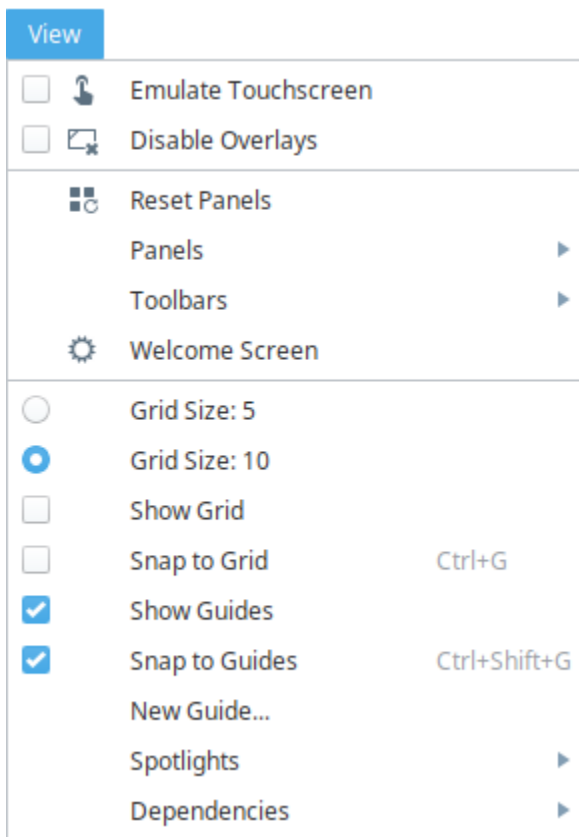 View
Emulate Touchscreen
Disable Overlays
Reset Panels
Panels
Toolbars
Welcome Screen
Grid Size: 5
Grid Size: 10
Show Grid
Snap to Grid Ctrl+G
Show Guides
Snap to Guides Ctrl+Shift+G
New Guide...
Spotlights
Dependencies